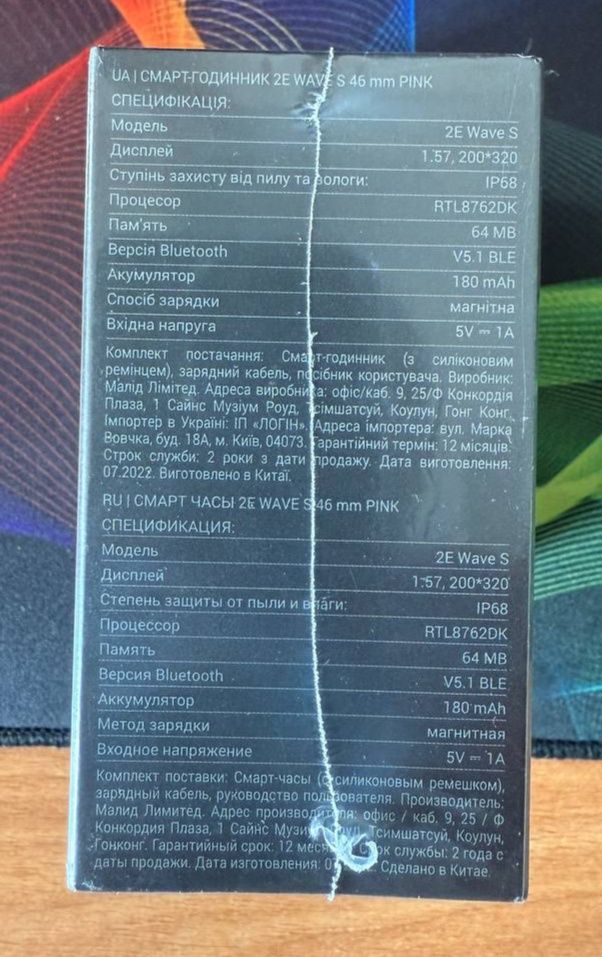 UA | СМАРТ-ГОДИННИК 2E WAVE S 46 mm PINK
СПЕЦИФІКАЦІЯ:
Модель 2E Wave S
Дисплей 1.57, 200*320
Ступінь захисту від пилу та вологи: IP68
Процесор RTL8762DK
Пам'ять 64 MB
Версія Bluetooth V5.1 BLE
Акумулятор 180 mAh
Спосіб зарядки магнітна
Вхідна напруга 5V ⎓ 1A
Комплект постачання: Смарт-годинник (з силіконовим
ремінцем), зарядний кабель, посібник користувача. Виробник:
Малід Лімітед. Адреса виробника: офіс/каб. 9, 25/Ф Конкордія
Плаза, 1 Сайнс Музіум Роуд, Тсімшатсуй, Коулун, Гонг Конг.
Імпортер в Україні: ІП «ЛОГІН». Адреса імпортера: вул. Марка
Вовчка, буд. 18А, м. Київ, 04073. Гарантійний термін: 12 місяців.
Строк служби: 2 роки з дати продажу. Дата виготовлення:
07.2022. Виготовлено в Китаї.
RU | СМАРТ ЧАСЫ 2E WAVE S 46 mm PINK
СПЕЦИФИКАЦИЯ:
Модель 2E Wave S
Дисплей 1.57, 200*320
Степень защиты от пыли и влаги: IP68
Процессор RTL8762DK
Память 64 MB
Версия Bluetooth V5.1 BLE
Аккумулятор 180 mAh
Метод зарядки магнитная
Входное напряжение 5V ⎓ 1A
Комплект поставки: Смарт-часы (с силиконовым ремешком),
зарядный кабель, руководство пользователя. Производитель:
Малид Лимитед. Адрес производителя: офис / каб. 9, 25 / Ф
Конкордия Плаза, 1 Сайнс Музиум Роуд, Тсимшатсуй, Коулун,
Гонконг. Гарантийный срок: 12 месяцев. Срок службы: 2 года с
даты продажи. Дата изготовления: Сделано в Китае.